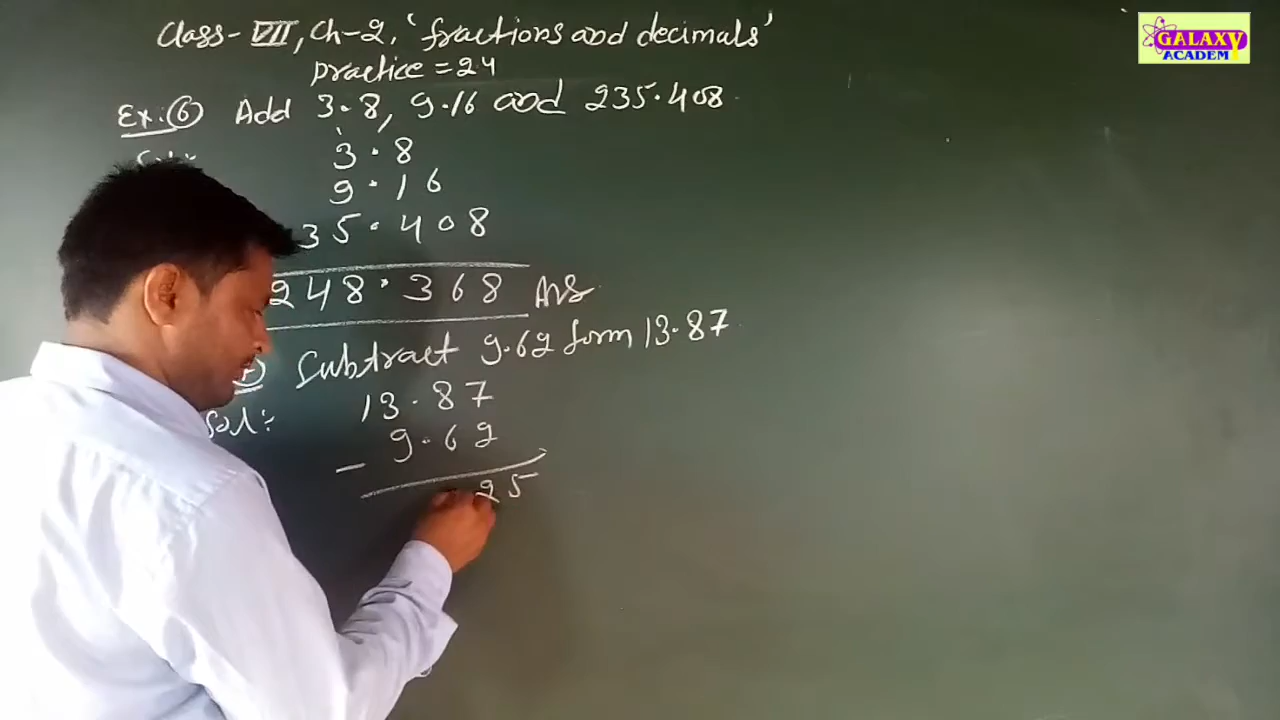 Class-VII, Ch-2, 'fractions and decimals'
practice = 24
GALAXY
ACADEMY
Ex:⑥ Add 3.8, 9.16 and 235.408
3.8
9.16
35.408
248.368 Ans
Subtract 9.62 form 13.87
Sol:- 13.87
- 9.62
25